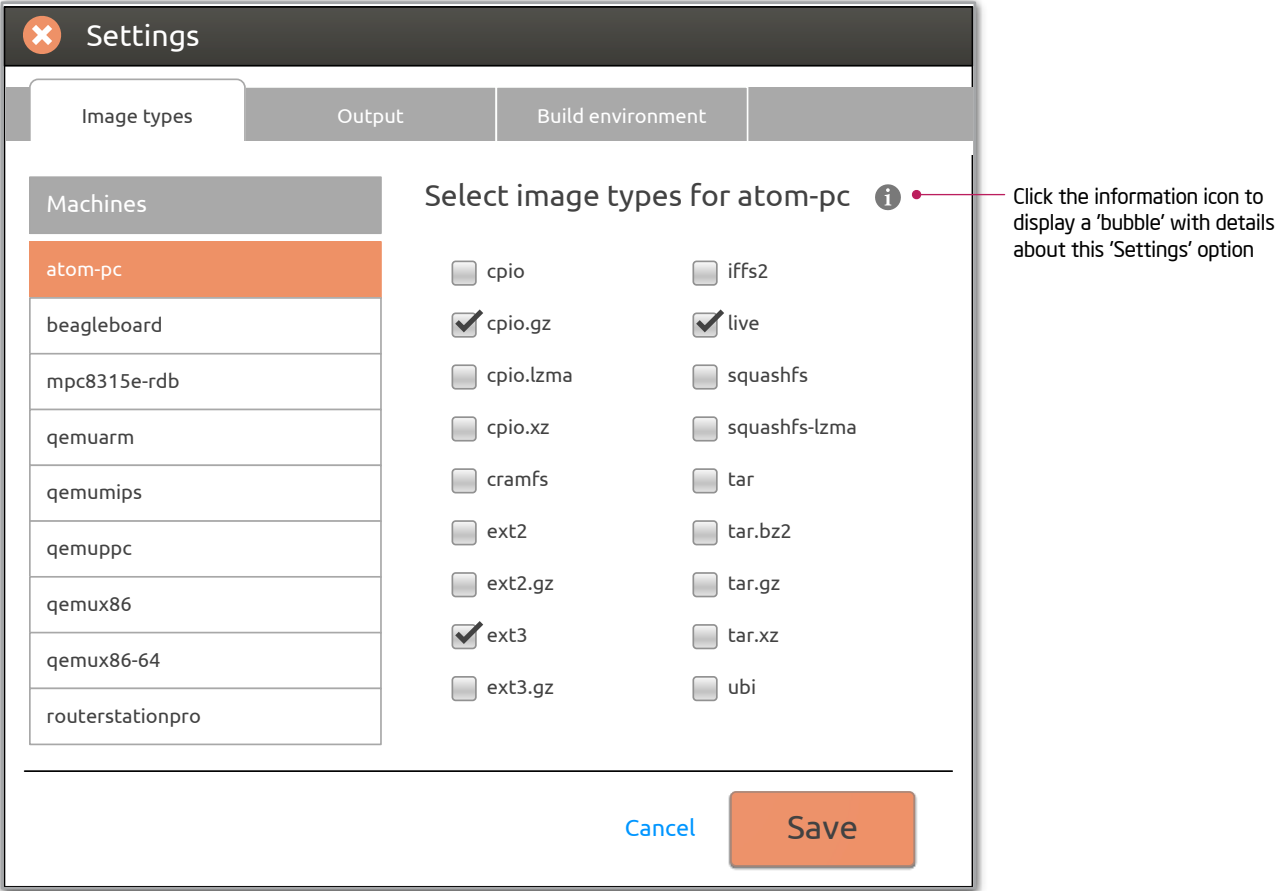 Settings
Image types
Output
Build environment
Machines
atom-pc
beagleboard
mpc8315e-rdb
qemuarm
qemumips
qemuppc
qemux86
qemux86-64
routerstationpro
Select image types for atom-pc
cpio
iffs2
cpio.gz
live
cpio.lzma
squashfs
cpio.xz
squashfs-lzma
cramfs
tar
ext2
tar.bz2
ext2.gz
tar.gz
ext3
tar.xz
ext3.gz
ubi
Cancel
Save
Click the information icon to
display a ‘bubble’ with details
about this ‘Settings’ option